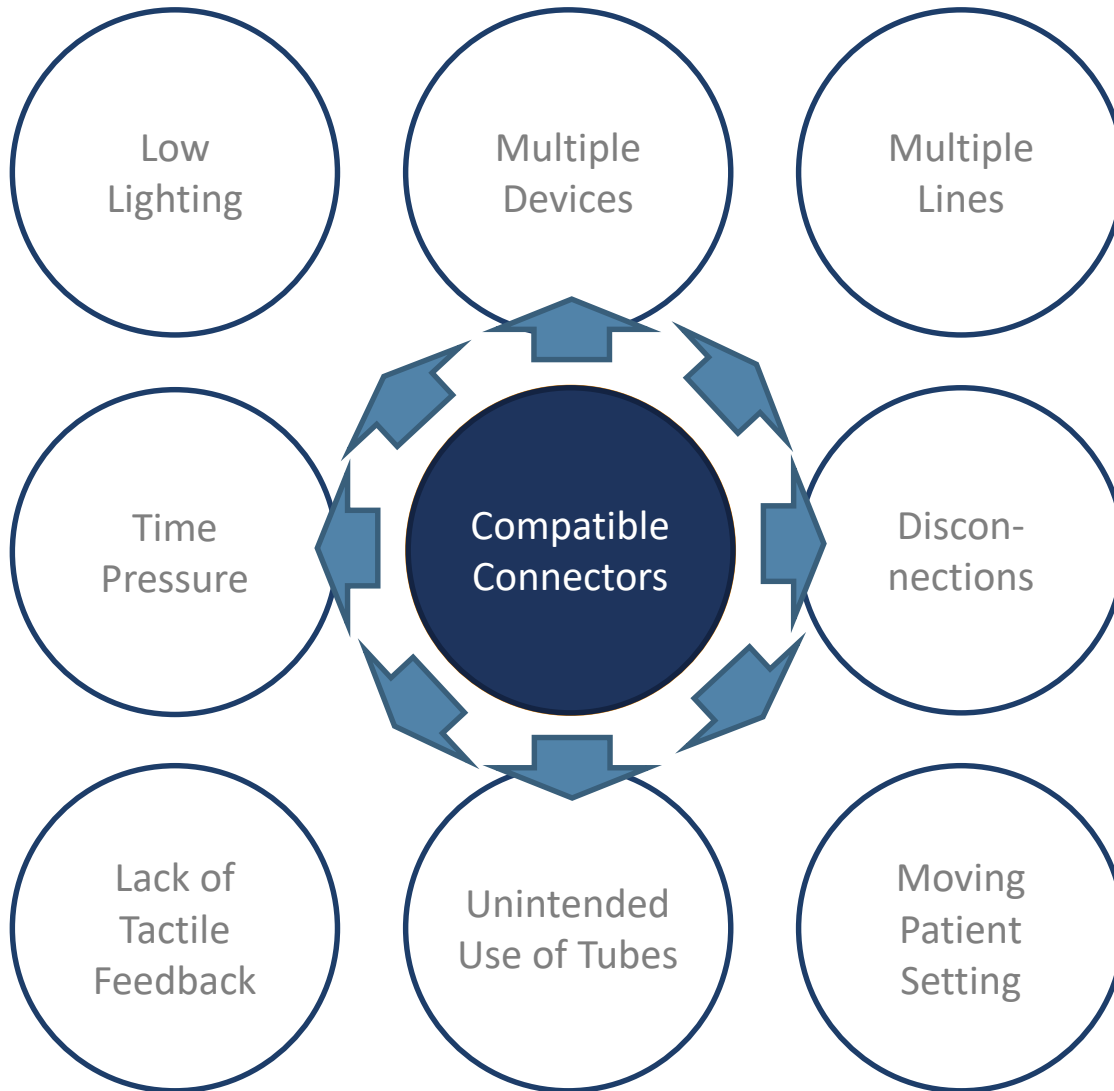 Low
Lighting
Multiple
Devices
Multiple
Lines
Time
Pressure
Compatible
Connectors
Discon-
nections
Lack of
Tactile
Feedback
Unintended
Use of Tubes
Moving
Patient
Setting